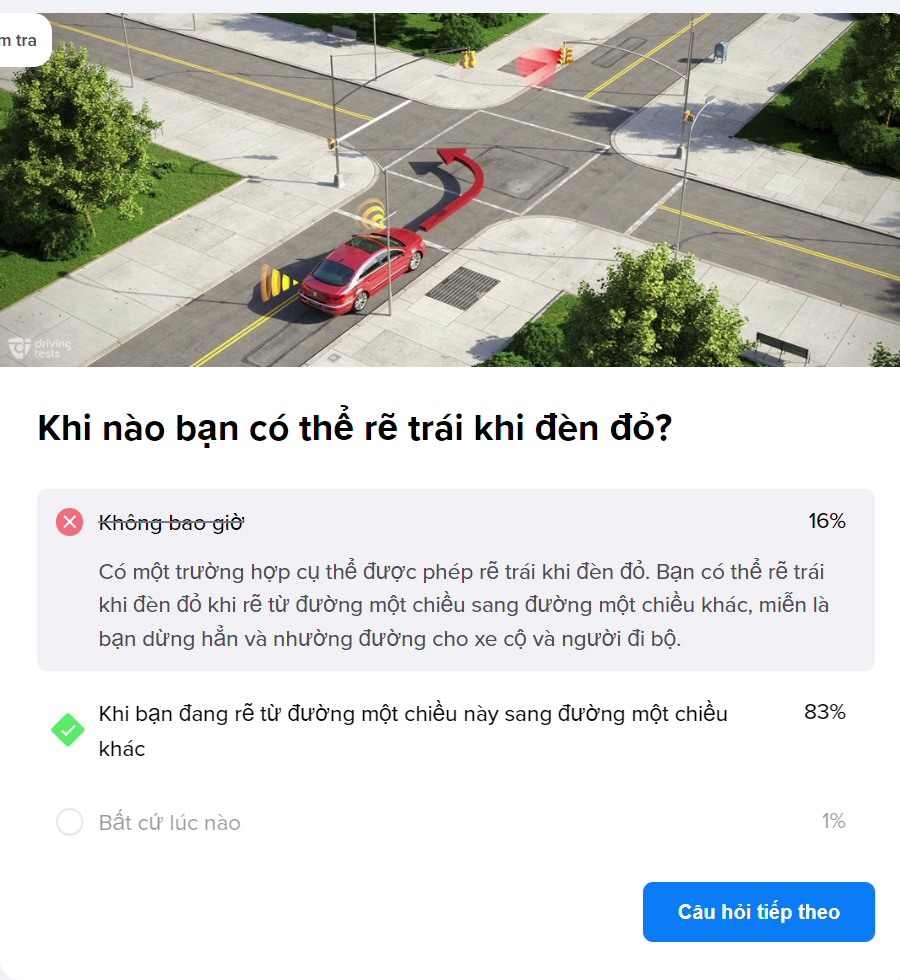 m tra
driving
tests
Khi nào bạn có thể rẽ trái khi đèn đỏ?
Không bao giờ
16%
Có một trường hợp cụ thể được phép rẽ trái khi đèn đỏ. Bạn có thể rẽ trái
khi đèn đỏ khi rẽ từ đường một chiều sang đường một chiều khác, miễn là
bạn dừng hẳn và nhường đường cho xe cộ và người đi bộ.
Khi bạn đang rẽ từ đường một chiều này sang đường một chiều
khác
83%
Bất cứ lúc nào
1%
Câu hỏi tiếp theo